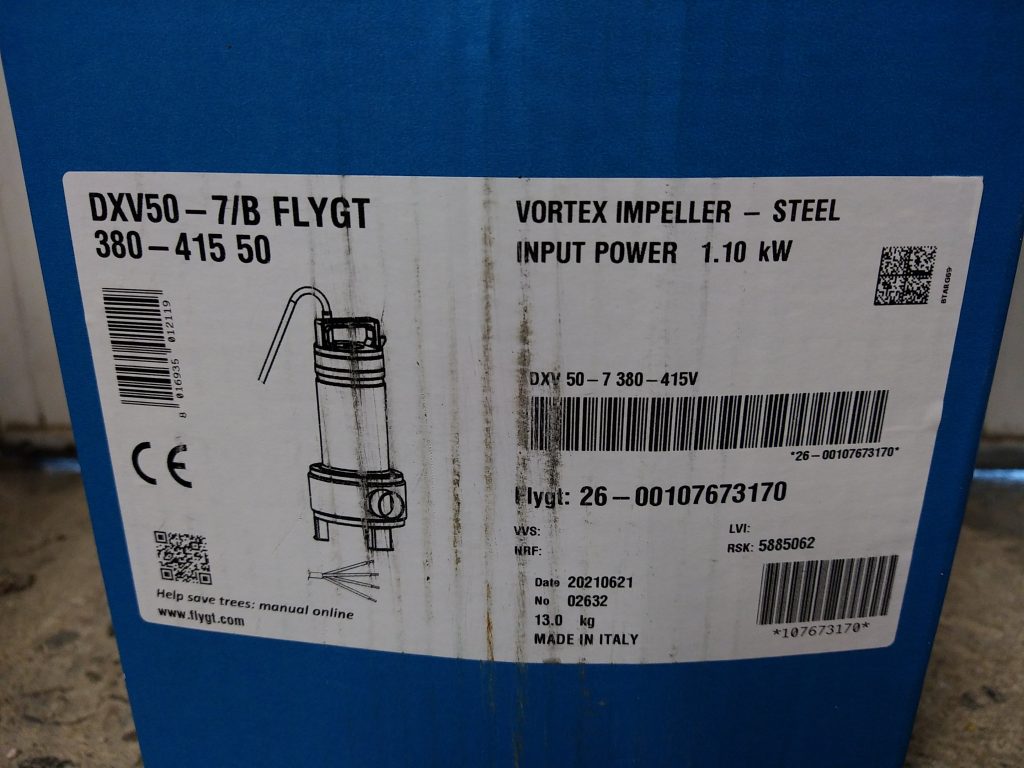 DXV50-7/B FLYGT
380-415 50
VORTEX IMPELLER - STEEL
INPUT POWER 1.10 kW
8 016935 012119
BTARG69
DXV 50-7 380-415V
*26-00107673170*
CE
Flygt: 26-00107673170
VVS:
LVI:
NRF:
RSK: 5885062
Date 20210621
No 02632
13.0 kg
MADE IN ITALY
*107673170*
Help save trees: manual online
www.flygt.com